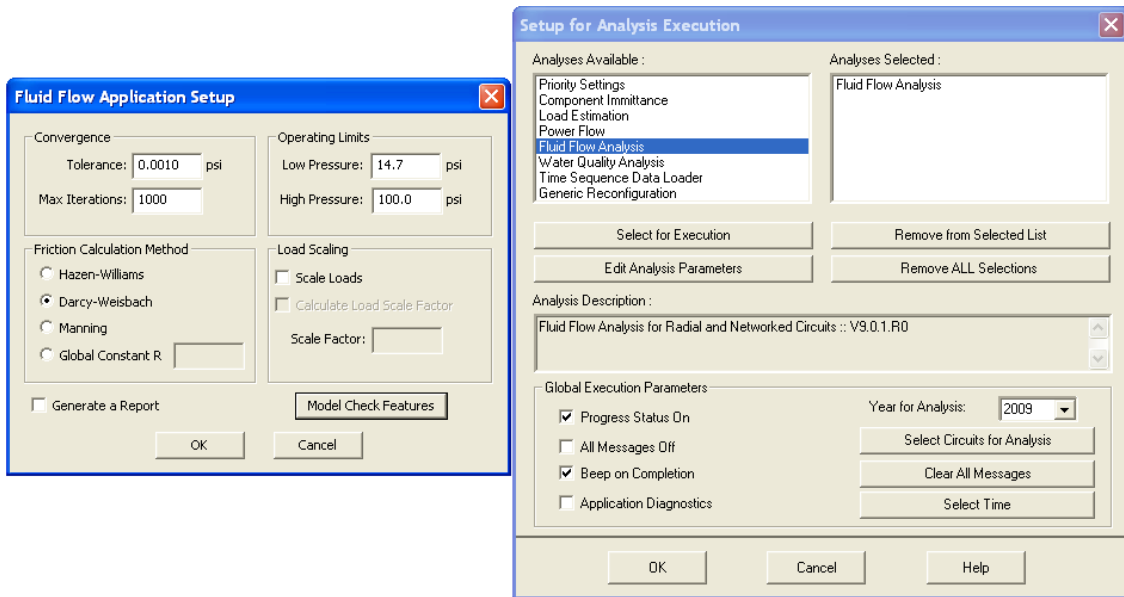 Fluid Flow Application Setup
Convergence
Tolerance: 0.0010 psi
Max Iterations: 1000
Operating Limits
Low Pressure: 14.7 psi
High Pressure: 100.0 psi
Friction Calculation Method
Hazen-Williams
Darcy-Weisbach
Manning
Global Constant R
Load Scaling
Scale Loads
Calculate Load Scale Factor
Scale Factor:
Generate a Report
Model Check Features
OK
Cancel
Setup for Analysis Execution
Analyses Available :
Priority Settings
Component Immittance
Load Estimation
Power Flow
Fluid Flow Analysis
Water Quality Analysis
Time Sequence Data Loader
Generic Reconfiguration
Analyses Selected :
Fluid Flow Analysis
Select for Execution
Remove from Selected List
Edit Analysis Parameters
Remove ALL Selections
Analysis Description :
Fluid Flow Analysis for Radial and Networked Circuits :: V9.0.1.R0
Global Execution Parameters
Progress Status On
All Messages Off
Beep on Completion
Application Diagnostics
Year for Analysis: 2009
Select Circuits for Analysis
Clear All Messages
Select Time
OK
Cancel
Help